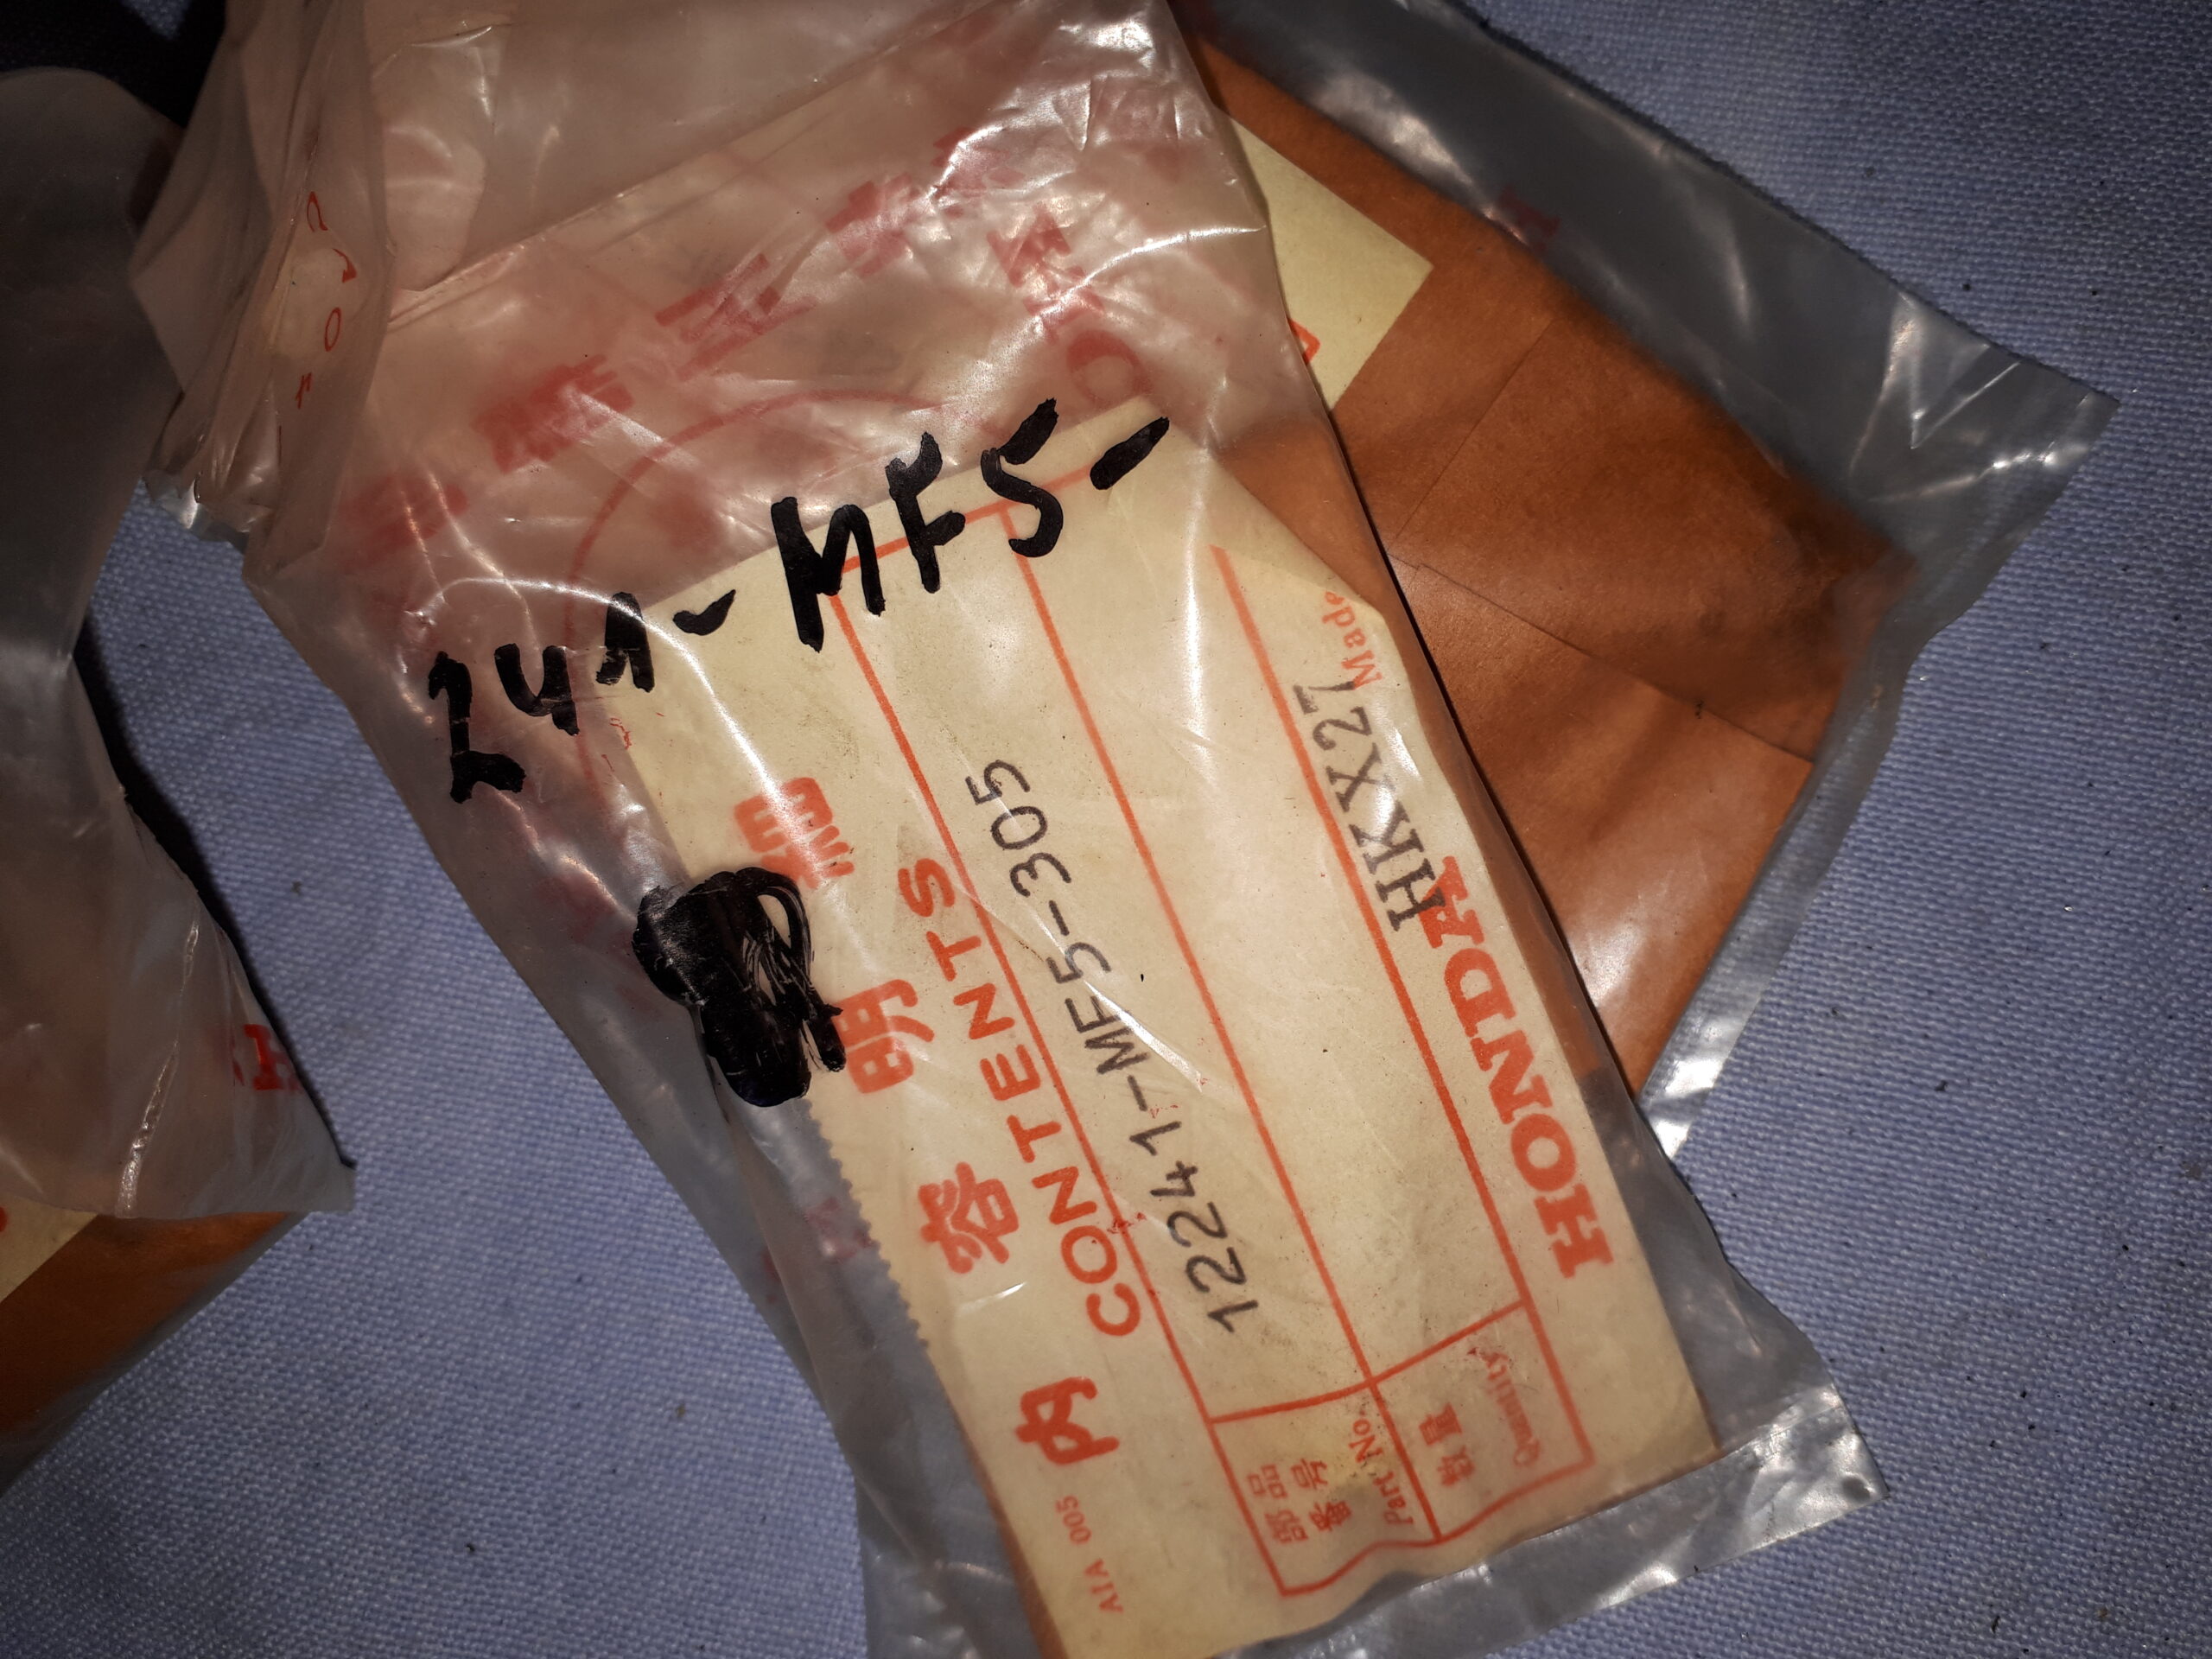 241-MF5-
内容明細
CONTENTS
部品番号
Part No.
12241-MF5-305
数量
Quantity
HKX27
HONDA
Made
A1A 005